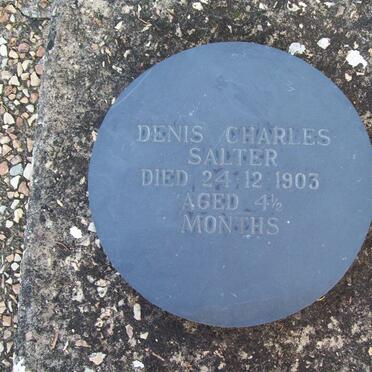 DENIS CHARLES
SALTER
DIED 24 12 1903
AGED 4½
MONTHS